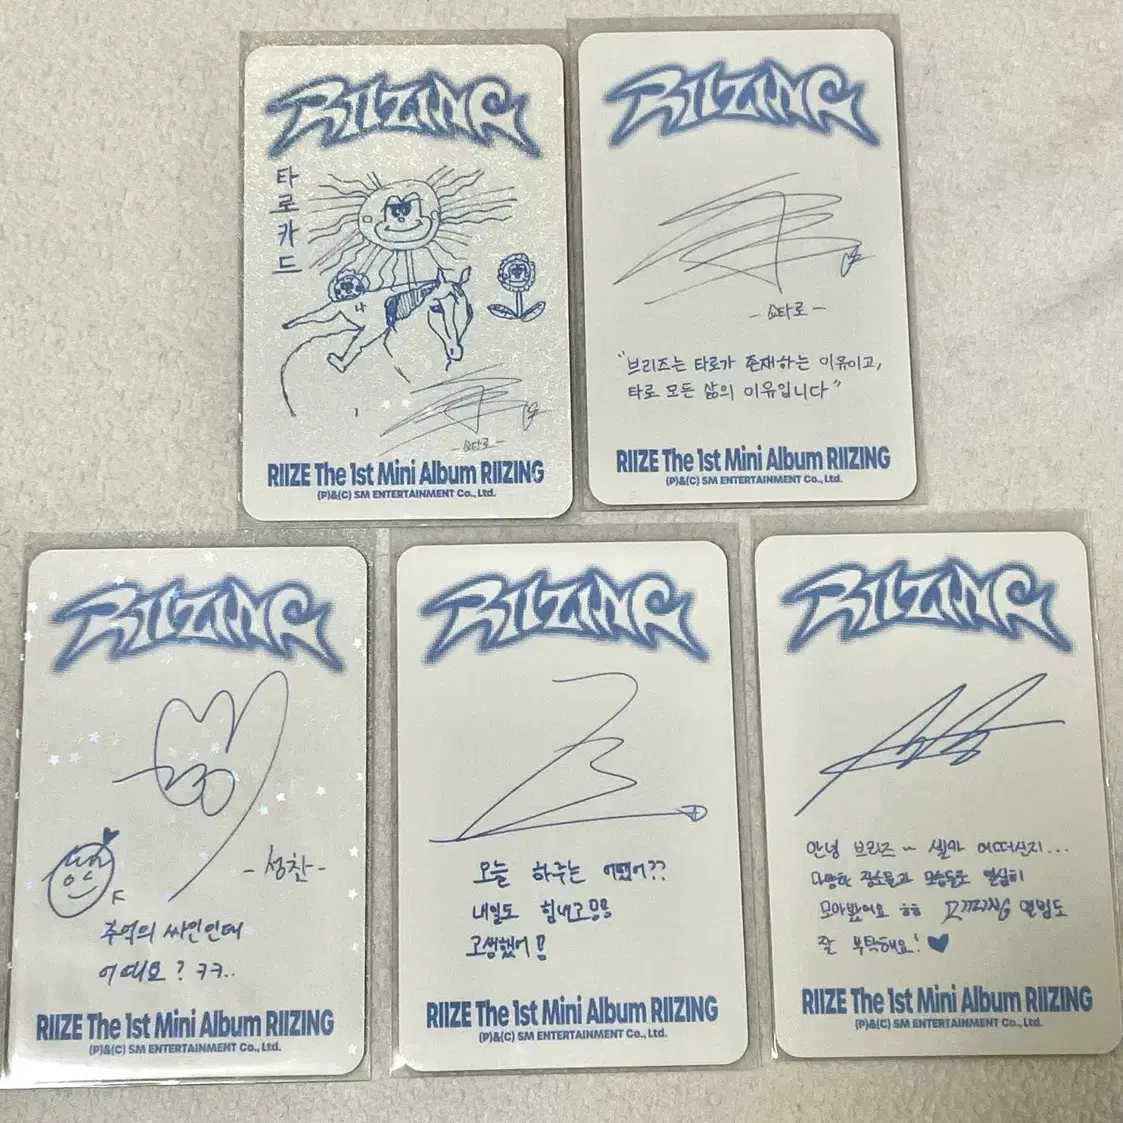 RIIZING
타로카드
나
-쇼타로-
RIIZE The 1st Mini Album RIIZING
(P)&(C) SM ENTERTAINMENT Co., Ltd.
RIIZING
-쇼타로-
"브리즈는 타로가 존재하는 이유이고,
타로 모든 삶의 이유입니다"
RIIZE The 1st Mini Album RIIZING
(P)&(C) SM ENTERTAINMENT Co., Ltd.
RIIZING
-성찬-
추억의 싸인인데
어때요? ㅋㅋ..
RIIZE The 1st Mini Album RIIZING
(P)&(C) SM ENTERTAINMENT Co., Ltd.
RIIZING
오늘 하루는 어땠어??
내일도 힘내고
고생했어!
RIIZE The 1st Mini Album RIIZING
(P)&(C) SM ENTERTAINMENT Co., Ltd.
RIIZING
안녕 브리즈~ 셀카 어떠신지...
다양한 장소들과 모습들로 열심히
모아봤어요 ㅎㅎ RIIZING 앨범도
잘 부탁해요! ♥
RIIZE The 1st Mini Album RIIZING
(P)&(C) SM ENTERTAINMENT Co., Ltd.